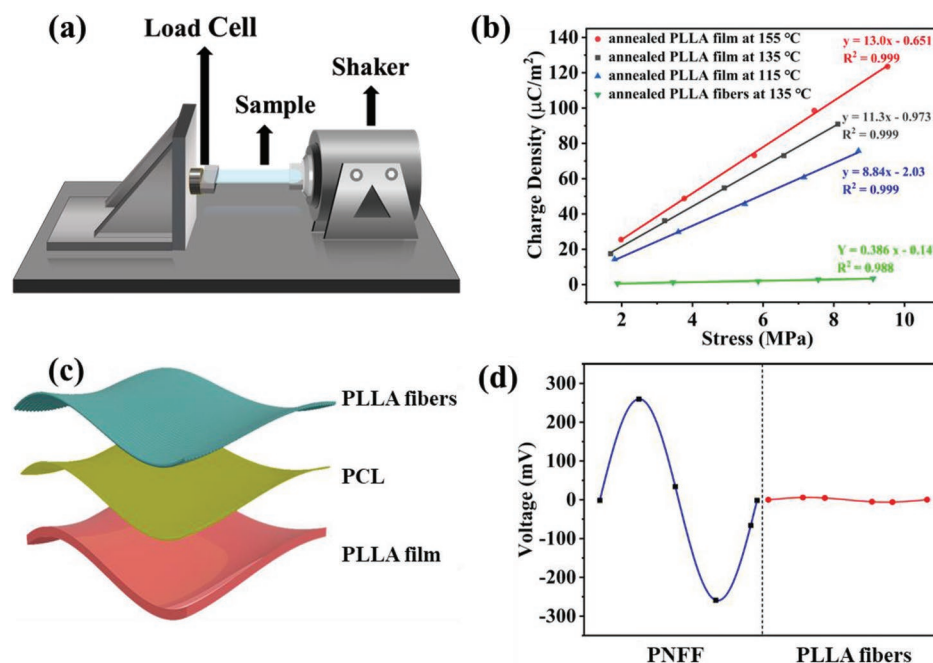 (a)
Load Cell
Sample
Shaker
(b)
annealed PLLA film at 155 °C
annealed PLLA film at 135 °C
annealed PLLA film at 115 °C
annealed PLLA fibers at 135 °C
y = 13.0x - 0.651
R² = 0.999
y = 11.3x - 0.973
R² = 0.999
y = 8.84x - 2.03
R² = 0.999
Y = 0.386 x - 0.14
R² = 0.988
Charge Density (μC/m²)
140
120
100
80
60
40
20
0
2
4
6
8
10
Stress (MPa)
(c)
PLLA fibers
PCL
PLLA film
(d)
Voltage (mV)
300
200
100
0
-100
-200
-300
PNFF
PLLA fibers